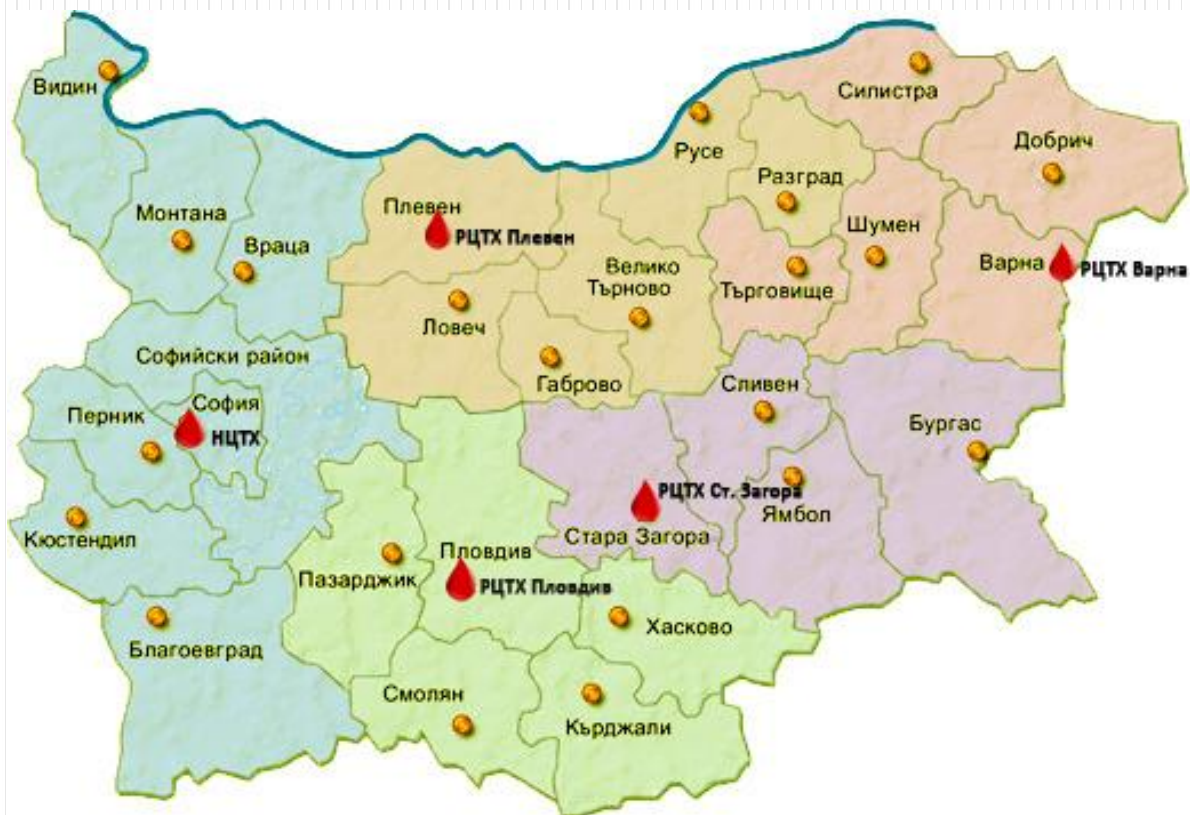 Видин
Силистра
Русе
Добрич
Разград
Плевен
Монтана
Шумен
РЦТХ Плевен
Враца
Варна
РЦТХ Варна
Велико
Търново
Търговище
Ловеч
Софийски район
Габрово
Сливен
София
Перник
НЦТХ
Бургас
РЦТХ Ст. Загора
Ямбол
Стара Загора
Кюстендил
Пловдив
Пазарджик
РЦТХ Пловдив
Хасково
Благоевград
Смолян
Кърджали